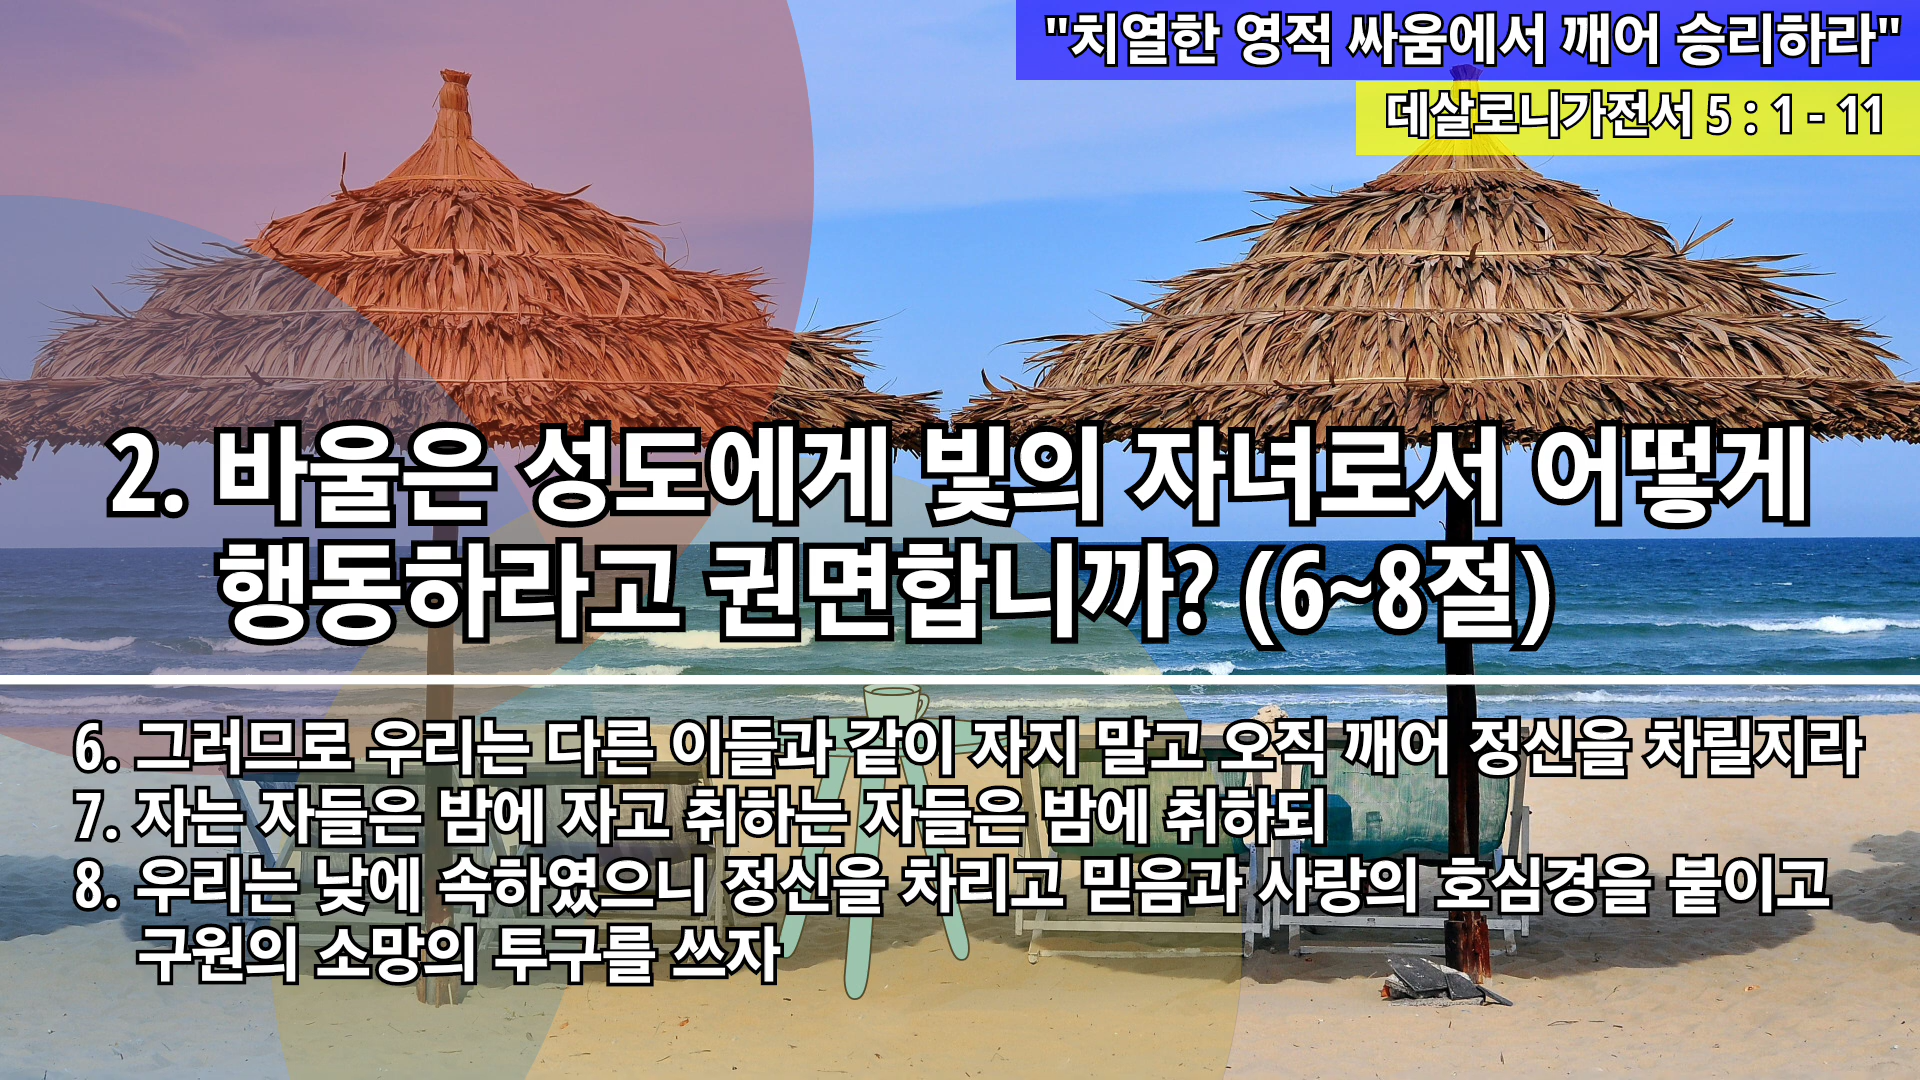 "치열한 영적 싸움에서 깨어 승리하라"
데살로니가전서 5 : 1 - 11
2. 바울은 성도에게 빛의 자녀로서 어떻게
행동하라고 권면합니까? (6~8절)
6. 그러므로 우리는 다른 이들과 같이 자지 말고 오직 깨어 정신을 차릴지라
7. 자는 자들은 밤에 자고 취하는 자들은 밤에 취하되
8. 우리는 낮에 속하였으니 정신을 차리고 믿음과 사랑의 호심경을 붙이고
구원의 소망의 투구를 쓰자